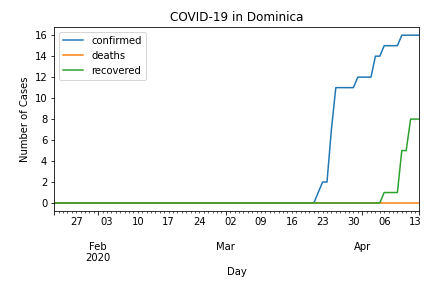 COVID-19 in Dominica
confirmed
deaths
recovered
Number of Cases
16
14
12
10
8
6
4
2
0
27 03 10 17 24 02 09 16 23 30 06 13
Feb Mar Apr
2020
Day